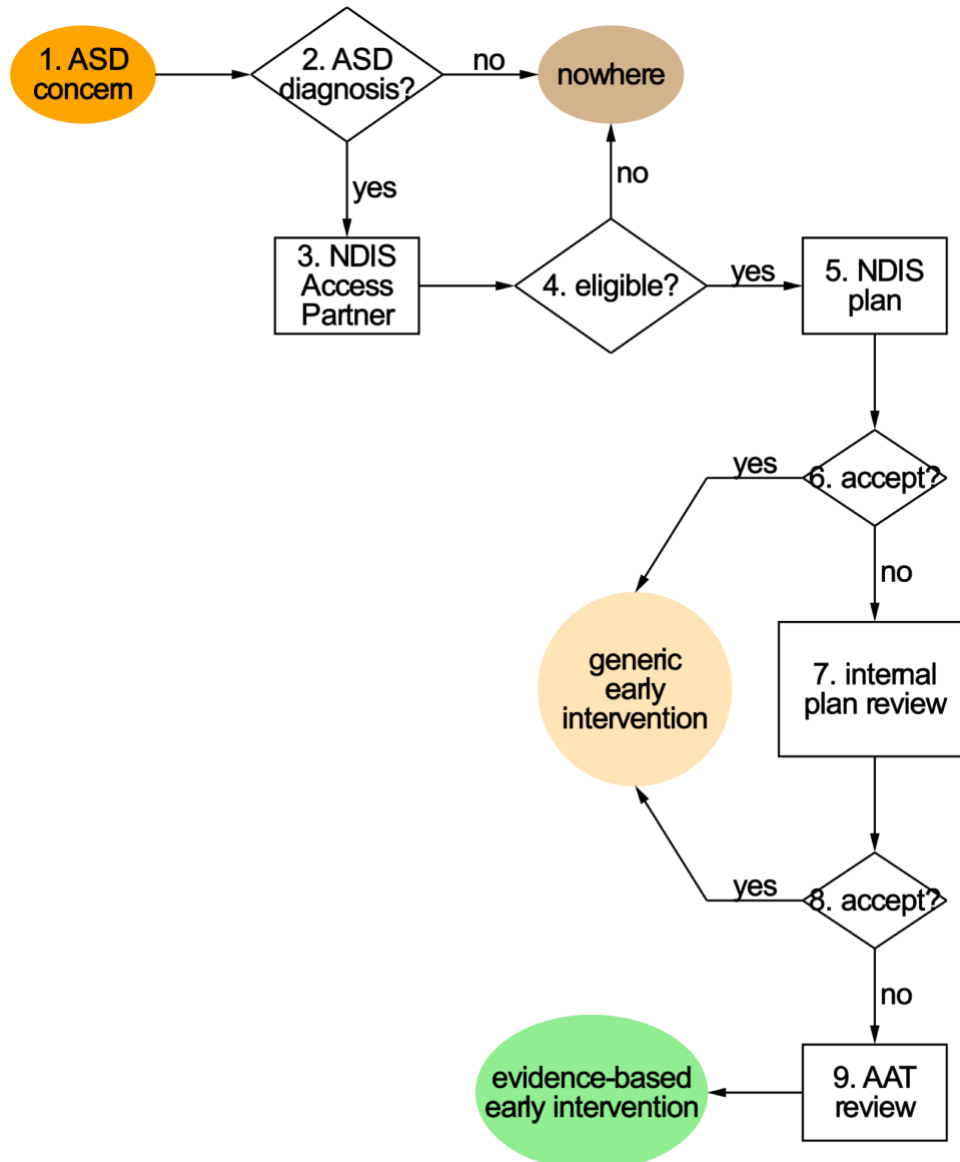 1. ASD
concern
2. ASD
diagnosis?
no
nowhere
yes
no
3. NDIS
Access
Partner
4. eligible?
yes
5. NDIS
plan
yes
6. accept?
no
generic
early
intervention
7. internal
plan review
yes
8. accept?
no
evidence-based
early intervention
9. AAT
review